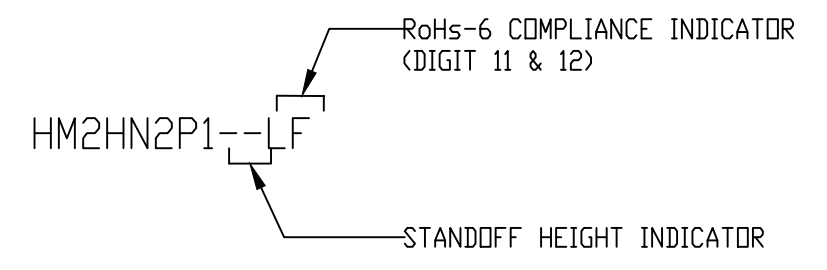 RoHs-6 COMPLIANCE INDICATOR
(DIGIT 11 & 12)
HM2HN2P1--LF
STANDOFF HEIGHT INDICATOR